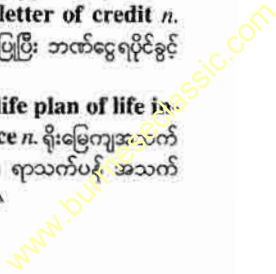 letter of credit n.
ပြုပြီး ဘဏ်ငွေရပိုင်ခွင့်
life plan of life in-
ce n. ရိုးမြေကျအသက်
ရာသက်ပန် အသက်
www.burmeseclassic.com